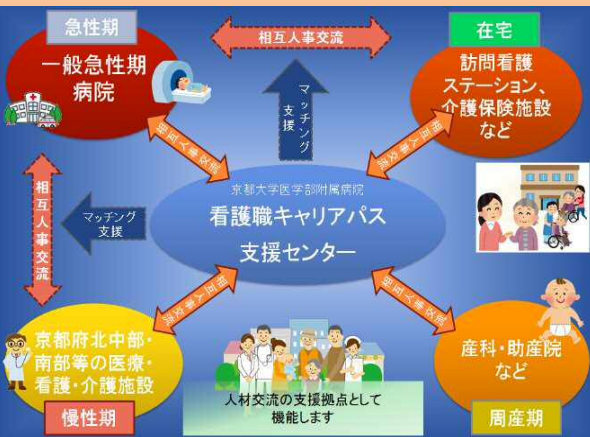 急性期
一般急性期
病院
相互人事交流
在宅
訪問看護
ステーション、
介護保険施設
など
マッチング
支援
相互人事交流
相互人事交流
相互人事交流
マッチング
支援
京都大学医学部附属病院
看護職キャリアパス
支援センター
相互人事交流
相互人事交流
京都府北中部・
南部等の医療・
看護・介護施設
慢性期
人材交流の支援拠点として
機能します
産科・助産院
など
周産期